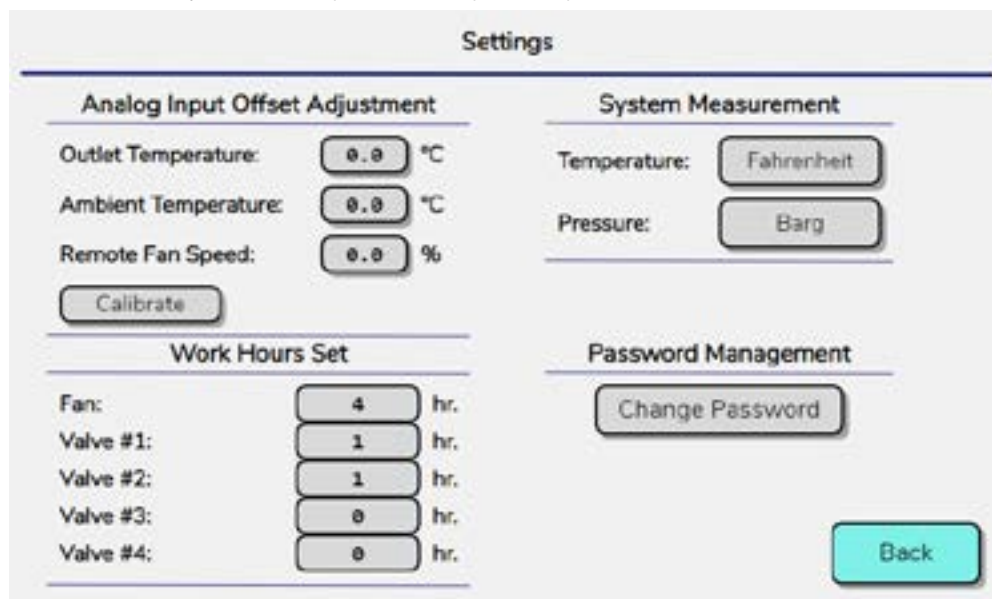 Settings
Analog Input Offset Adjustment
Outlet Temperature: 0.0 °C
Ambient Temperature: 0.0 °C
Remote Fan Speed: 0.0 %
Calibrate
System Measurement
Temperature: Fahrenheit
Pressure: Barg
Work Hours Set
Fan: 4 hr.
Valve #1: 1 hr.
Valve #2: 1 hr.
Valve #3: 0 hr.
Valve #4: 0 hr.
Password Management
Change Password
Back